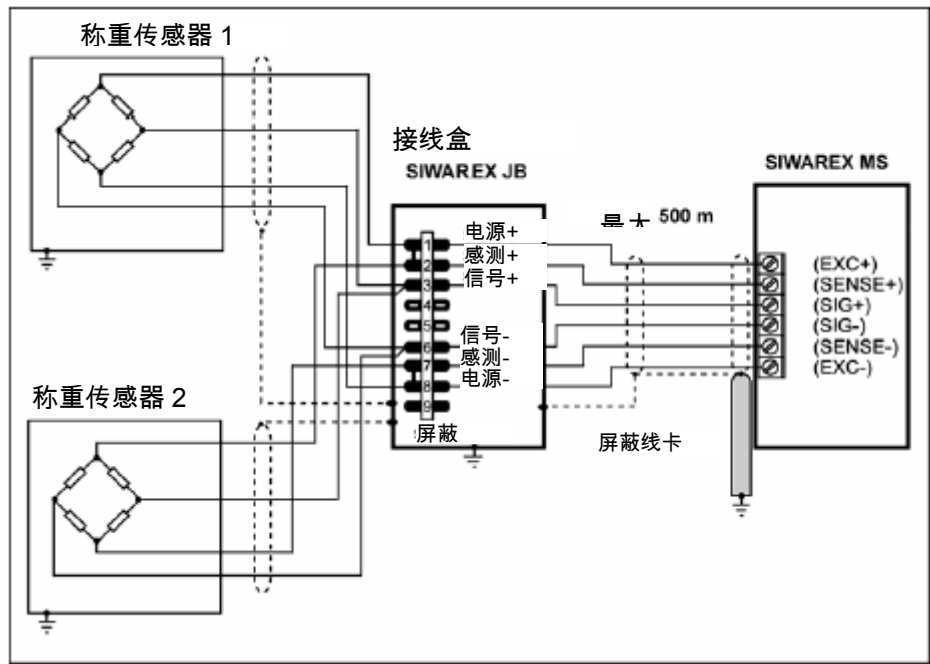 称重传感器 1
接线盒
SIWAREX JB
SIWAREX MS
最大 500 m
1 电源+
2 感测+
3 信号+
4
5
6 信号-
7 感测-
8 电源-
9
屏蔽
(EXC+)
(SENSE+)
(SIG+)
(SIG-)
(SENSE-)
(EXC-)
称重传感器 2
屏蔽线卡